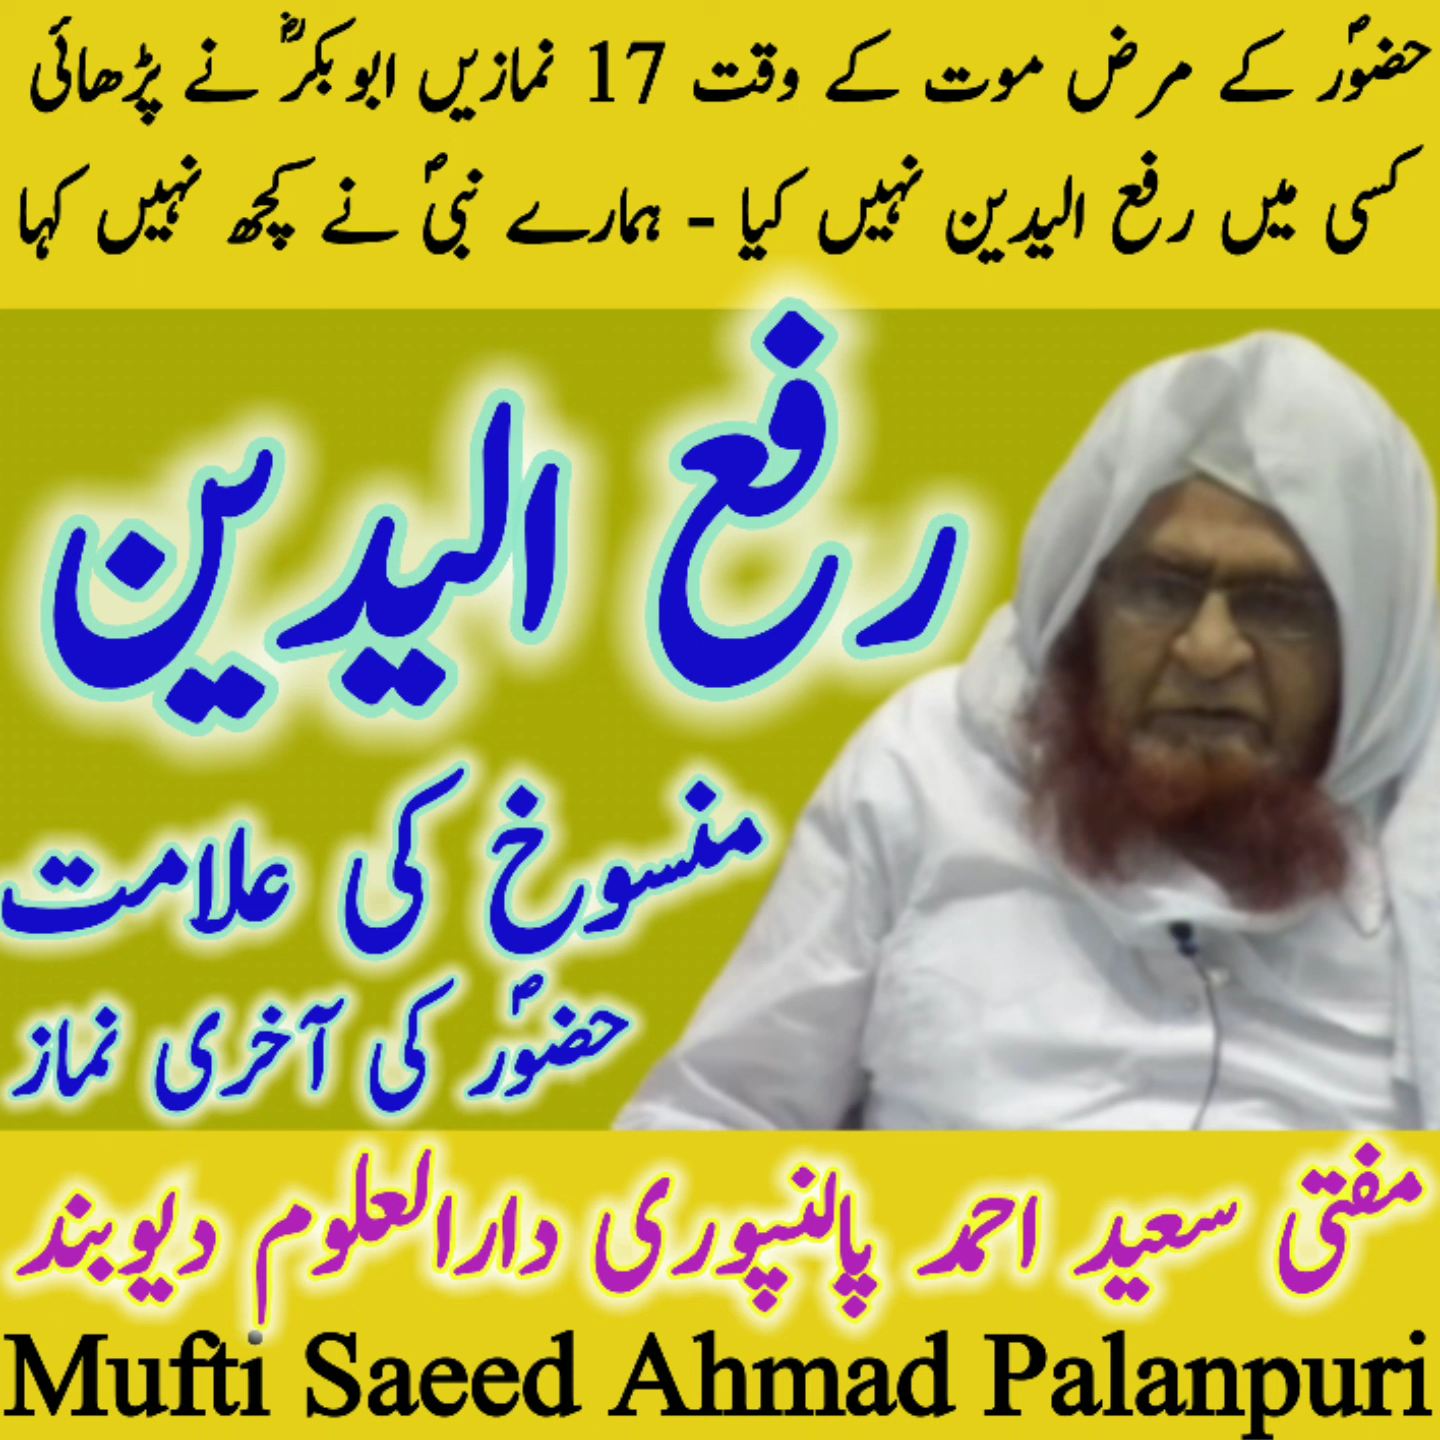 حضورؐ کے مرض موت کے وقت 17 نمازیں ابوبکرؓ نے پڑھائی
کسی میں رفع الیدین نہیں کیا - ہمارے نبیؐ نے کچھ نہیں کہا
رفع الیدین
منسوخ کی علامت
حضورؐ کی آخری نماز
مفتی سعید احمد پالنپوری دارالعلوم دیوبند
Mufti Saeed Ahmad Palanpuri